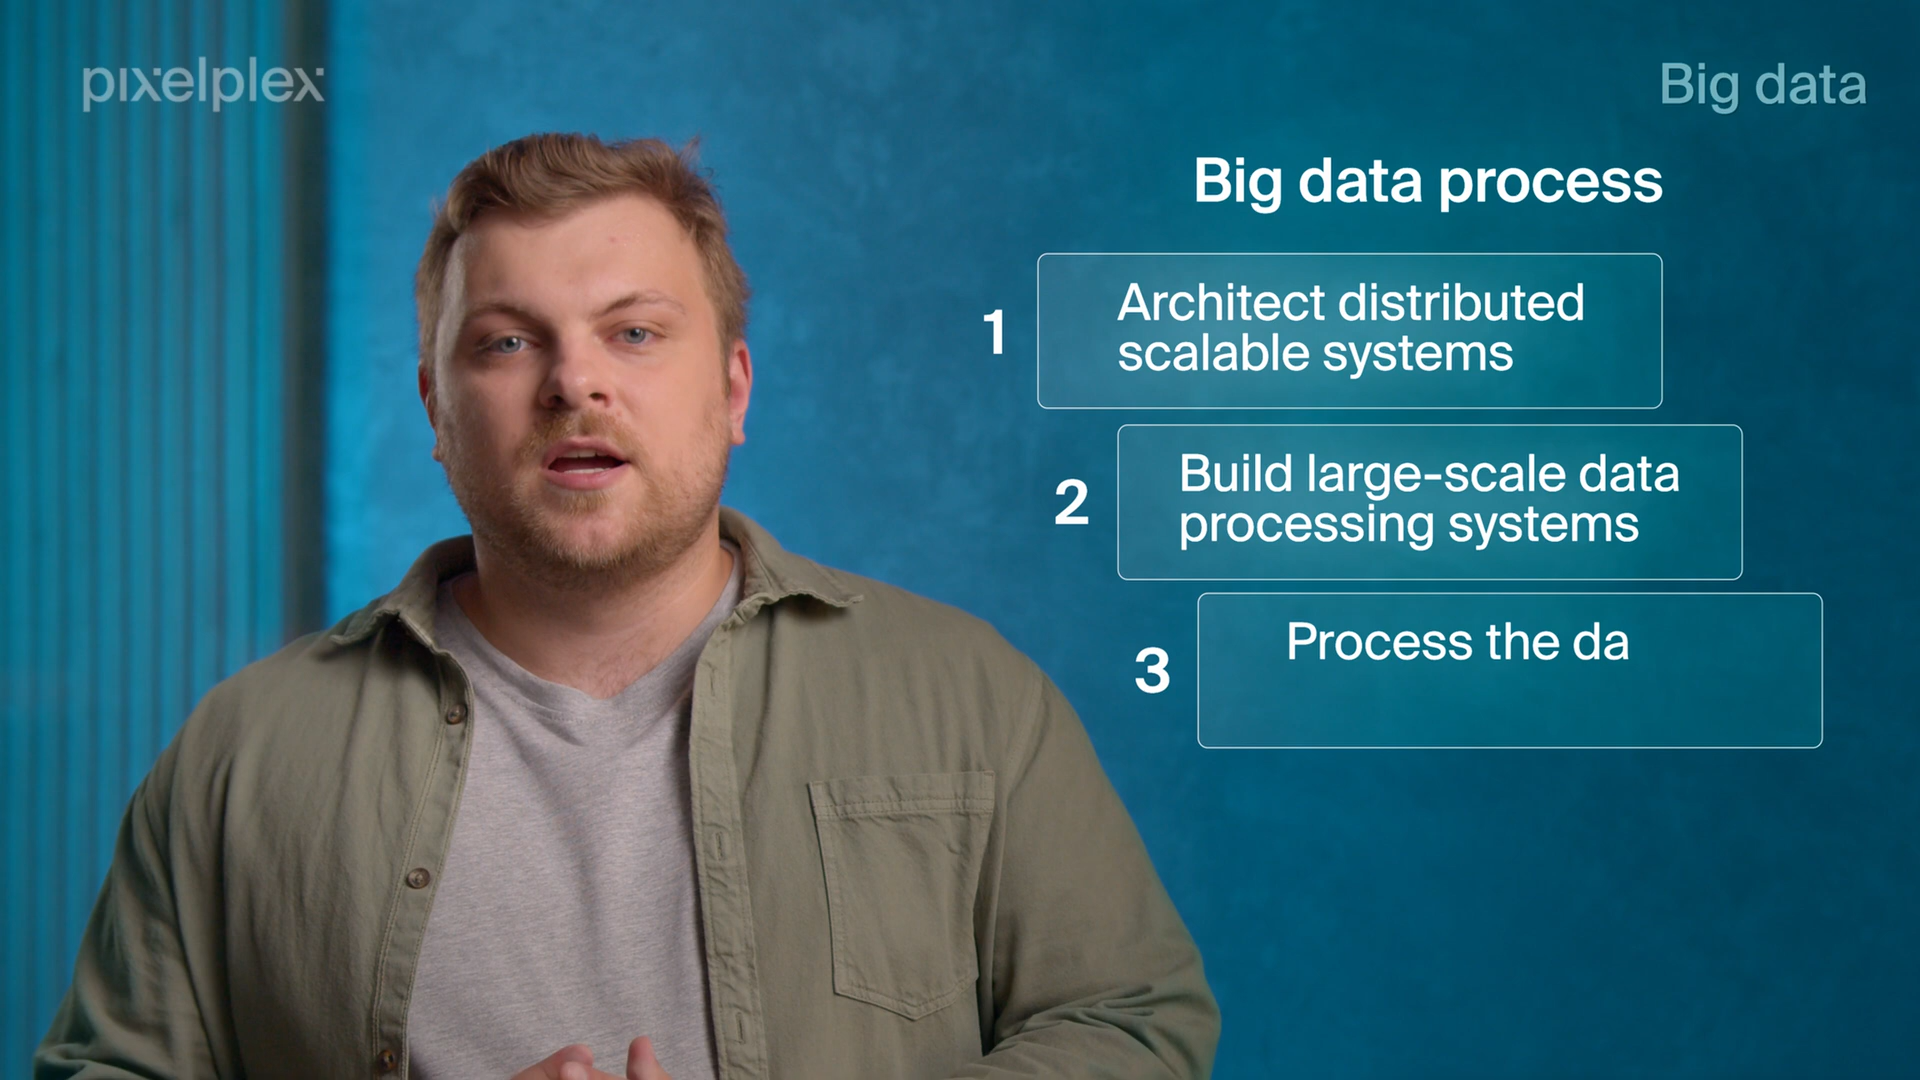 pixelplex
Big data
Big data process
1
Architect distributed
scalable systems
2
Build large-scale data
processing systems
3
Process the da